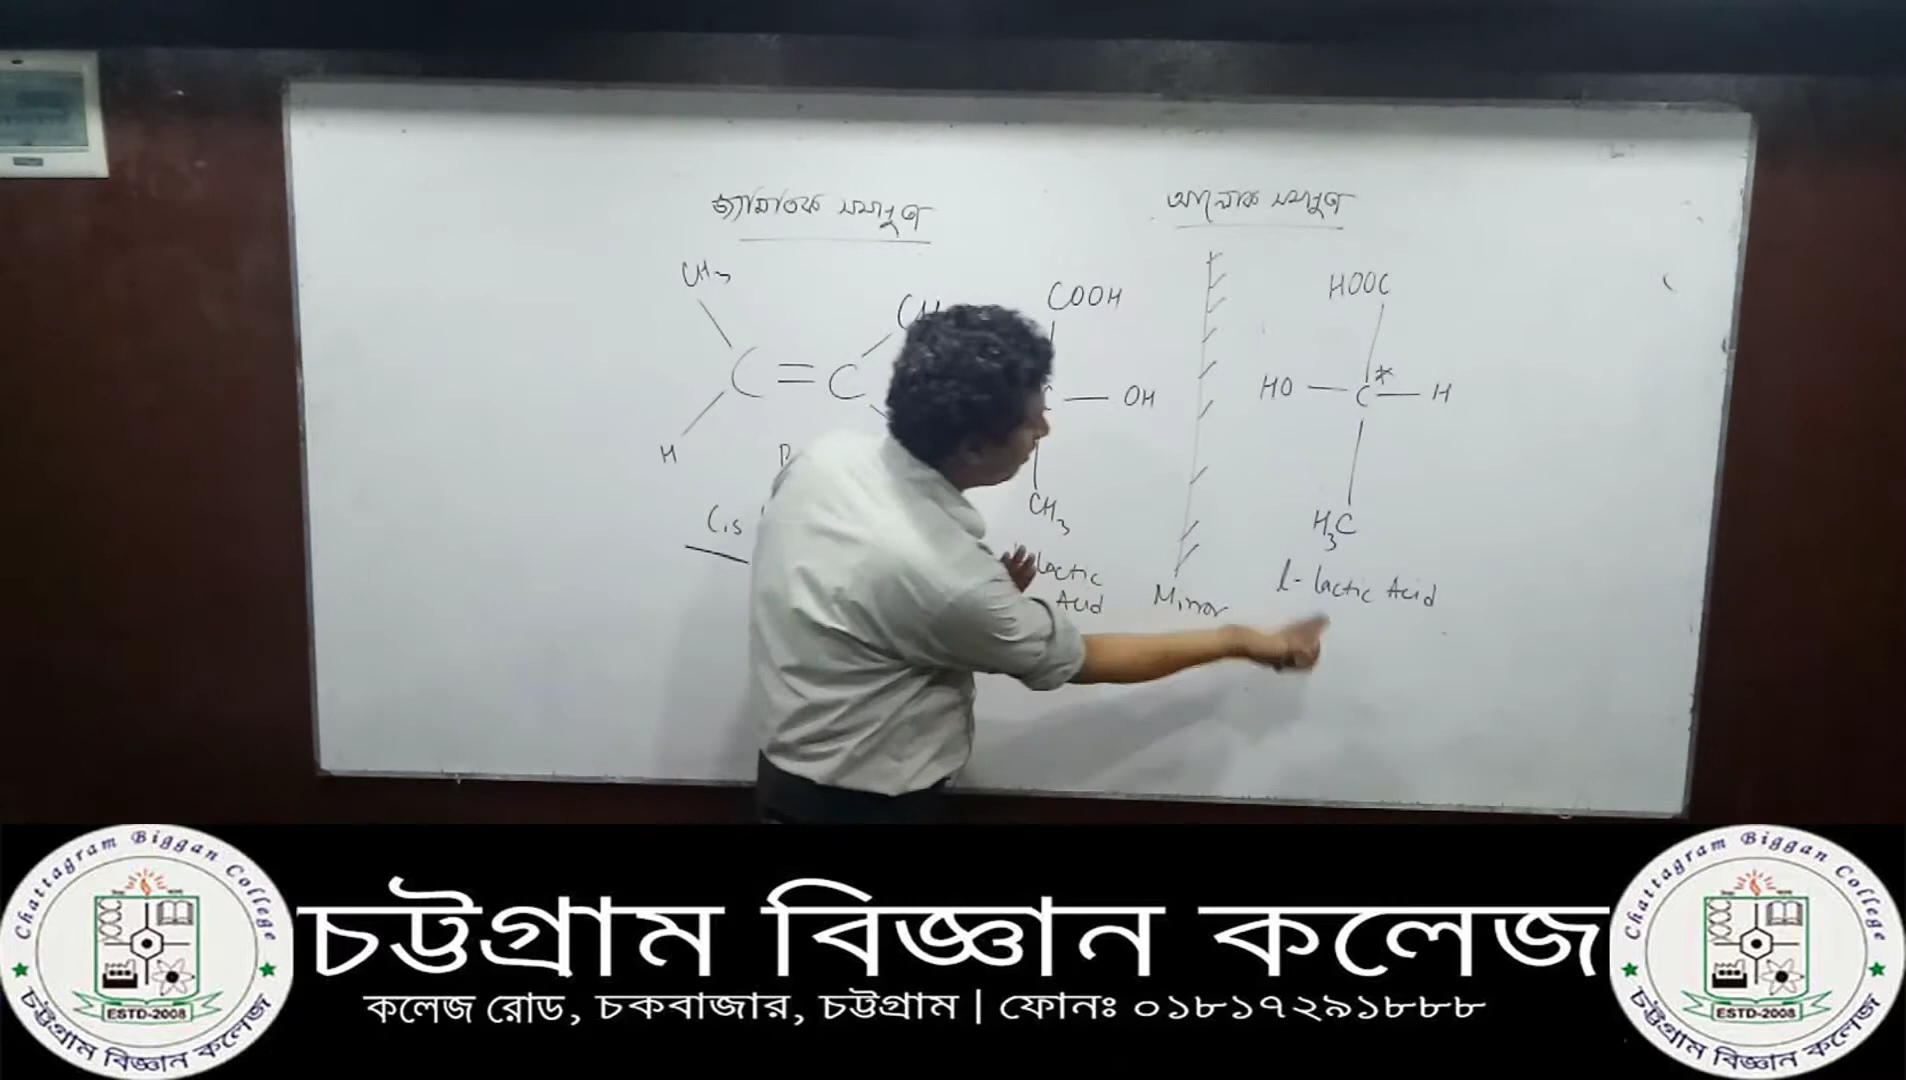 জ্যামিতিক সমাণুতা
আলোক সমাণুতা
CH3
C = C
H
Cis
COOH
OH
CH3
lactic
Acid
Mirror
HOOC
HO — C* — H
H3C
l- lactic Acid
Chattagram Biggan College
ESTD-2008
চট্টগ্রাম বিজ্ঞান কলেজ
চট্টগ্রাম বিজ্ঞান কলেজ
কলেজ রোড, চকবাজার, চট্টগ্রাম | ফোনঃ ০১৮১৭২৯১৮৮৮
Chattagram Biggan College
ESTD-2008
চট্টগ্রাম বিজ্ঞান কলেজ